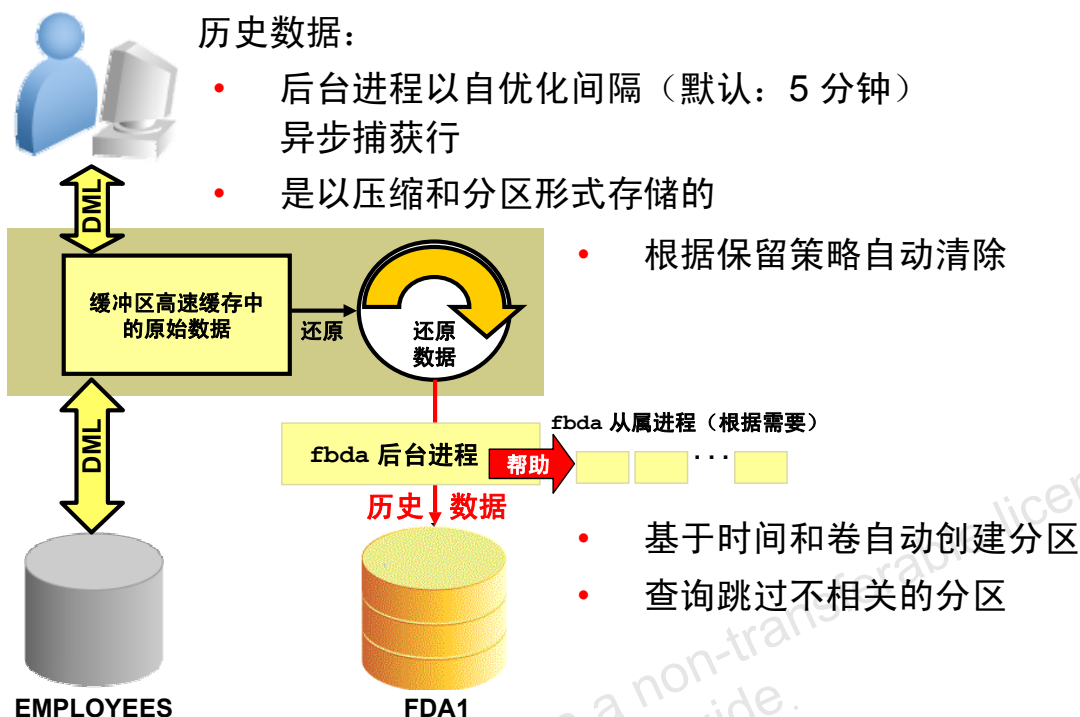 历史数据：
• 后台进程以自优化间隔（默认：5 分钟）
异步捕获行
• 是以压缩和分区形式存储的
DML
• 根据保留策略自动清除
缓冲区高速缓存中
的原始数据
还原
还原
数据
DML
fbda 从属进程（根据需要）
fbda 后台进程
帮助
...
历史 数据
• 基于时间和卷自动创建分区
• 查询跳过不相关的分区
EMPLOYEES
FDA1
a non-transferable